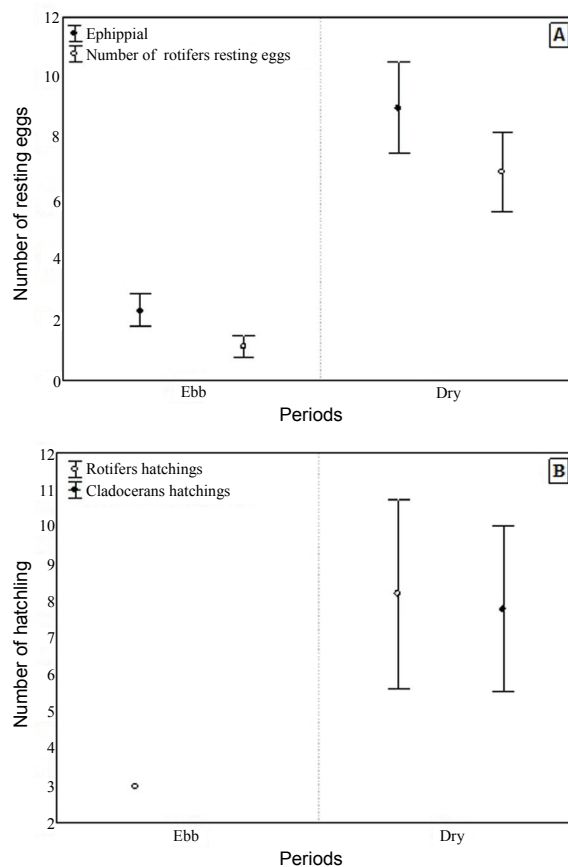 12
10
8
6
4
2
0
Number of resting eggs
Ephippial
Number of rotifers resting eggs
A
Ebb
Dry
Periods
12
11
10
9
8
7
6
5
4
3
2
Number of hatchling
Rotifers hatchings
Cladocerans hatchings
B
Ebb
Dry
Periods